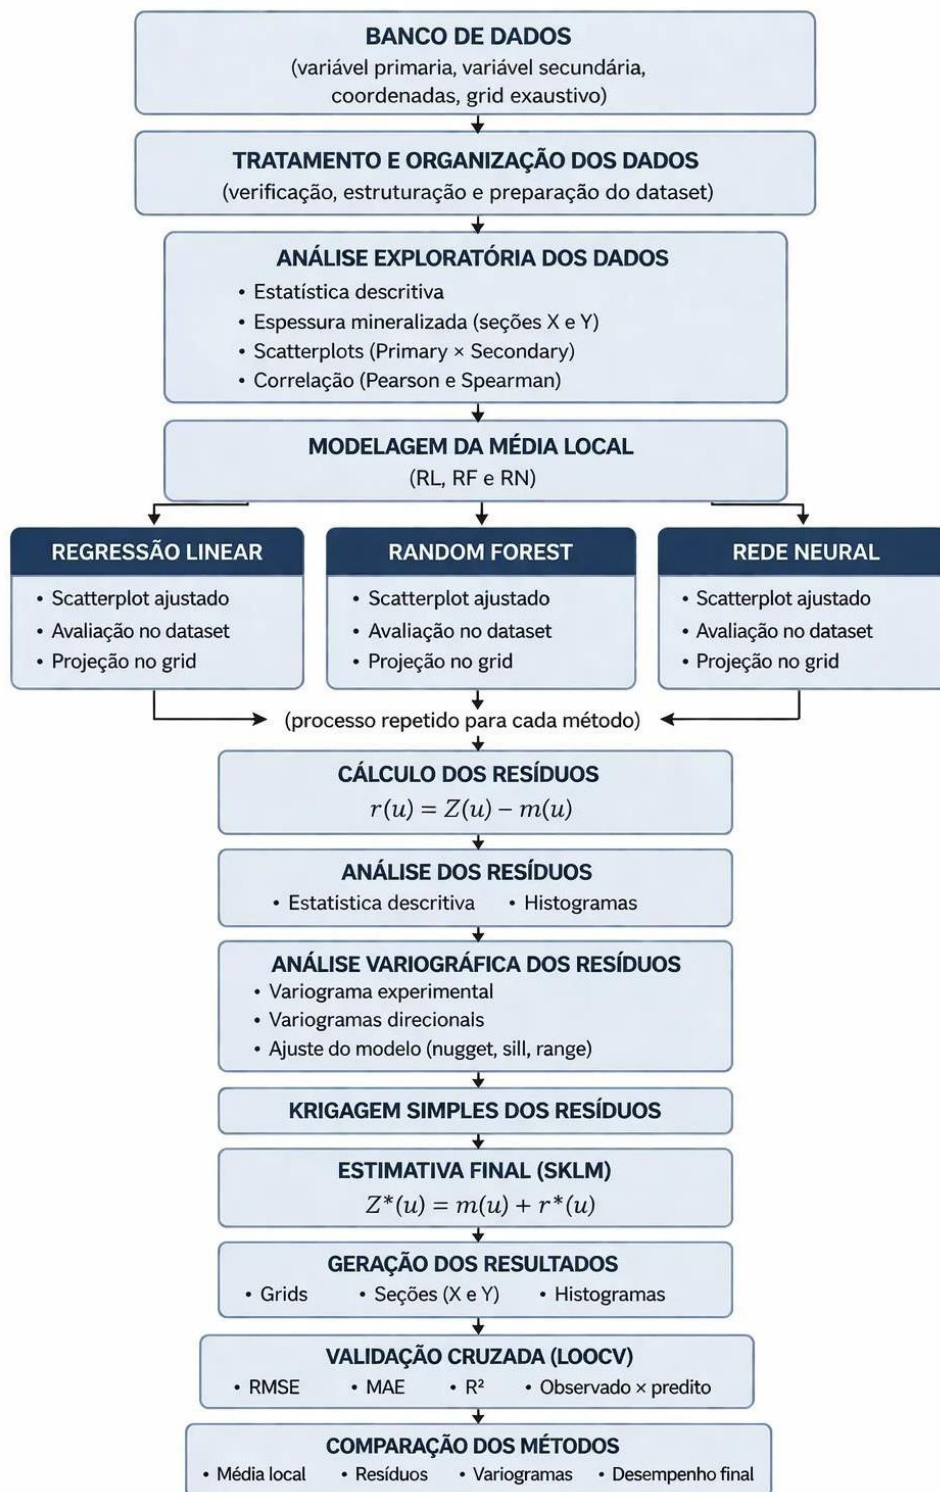 BANCO DE DADOS
(variável primaria, variável secundária,
coordenadas, grid exaustivo)
TRATAMENTO E ORGANIZAÇÃO DOS DADOS
(verificação, estruturação e preparação do dataset)
ANÁLISE EXPLORATÓRIA DOS DADOS
• Estatística descritiva
• Espessura mineralizada (seções X e Y)
• Scatterplots (Primary × Secondary)
• Correlação (Pearson e Spearman)
MODELAGEM DA MÉDIA LOCAL
(RL, RF e RN)
REGRESSÃO LINEAR
• Scatterplot ajustado
• Avaliação no dataset
• Projeção no grid
RANDOM FOREST
• Scatterplot ajustado
• Avaliação no dataset
• Projeção no grid
REDE NEURAL
• Scatterplot ajustado
• Avaliação no dataset
• Projeção no grid
(processo repetido para cada método)
CÁLCULO DOS RESÍDUOS
r(u) = Z(u) − m(u)
ANÁLISE DOS RESÍDUOS
• Estatística descritiva • Histogramas
ANÁLISE VARIOGRÁFICA DOS RESÍDUOS
• Variograma experimental
• Variogramas direcionais
• Ajuste do modelo (nugget, sill, range)
KRIGAGEM SIMPLES DOS RESÍDUOS
ESTIMATIVA FINAL (SKLM)
Z*(u) = m(u) + r*(u)
GERAÇÃO DOS RESULTADOS
• Grids • Seções (X e Y) • Histogramas
VALIDAÇÃO CRUZADA (LOOCV)
• RMSE • MAE • R² • Observado × predito
COMPARAÇÃO DOS MÉTODOS
• Média local • Resíduos • Variogramas • Desempenho final